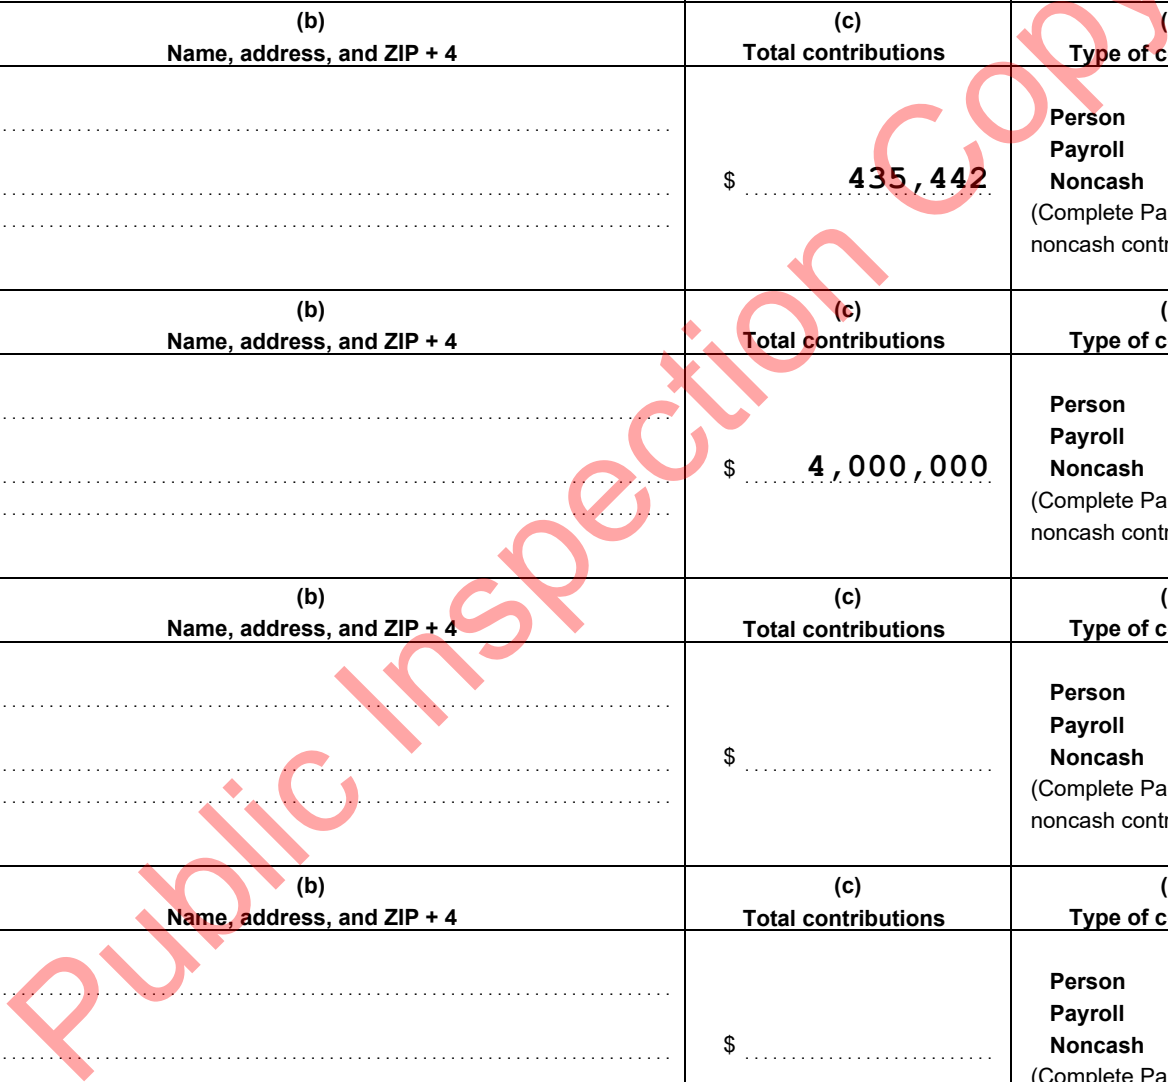 (b) (c) (
Name, address, and ZIP + 4 Total contributions Type of c
Person
Payroll
$ 435,442 Noncash
(Complete Pa
noncash contr
(b) (c) (
Name, address, and ZIP + 4 Total contributions Type of c
Person
Payroll
$ 4,000,000 Noncash
(Complete Pa
noncash contr
(b) (c) (
Name, address, and ZIP + 4 Total contributions Type of c
Person
Payroll
$ Noncash
(Complete Pa
noncash contr
(b) (c) (
Name, address, and ZIP + 4 Total contributions Type of c
Person
Payroll
$ Noncash
(Complete Pa
Public Inspection Copy